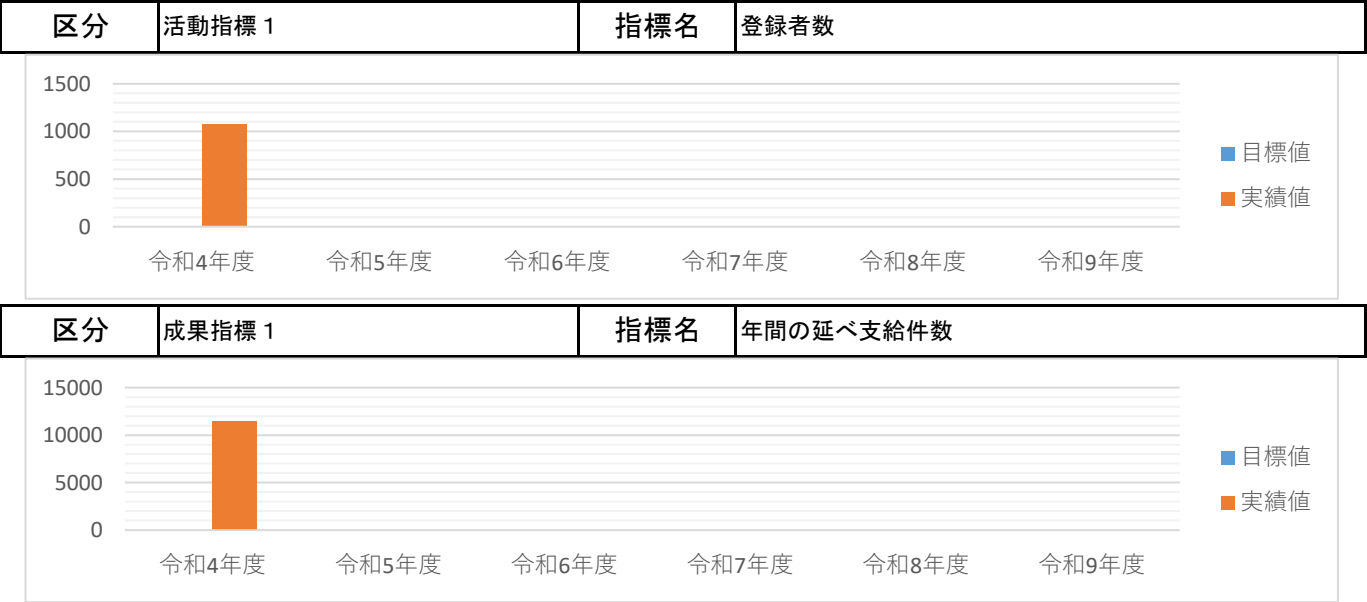 区分 活動指標１ 指標名 登録者数
1500
1000
500
0
令和4年度 令和5年度 令和6年度 令和7年度 令和8年度 令和9年度
目標値
実績値
区分 成果指標１ 指標名 年間の延べ支給件数
15000
10000
5000
0
令和4年度 令和5年度 令和6年度 令和7年度 令和8年度 令和9年度
目標値
実績値